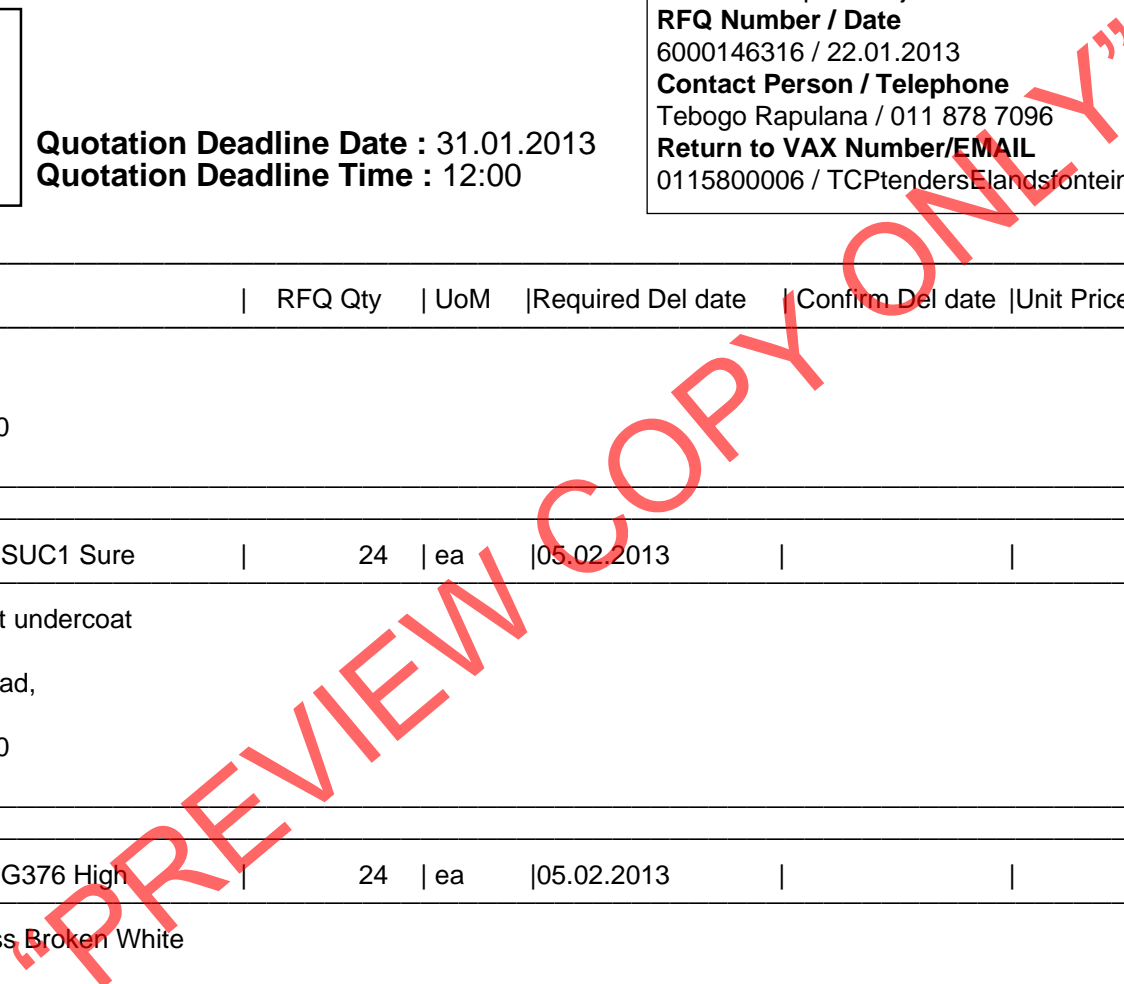 RFQ Number / Date
6000146316 / 22.01.2013
Contact Person / Telephone
Tebogo Rapulana / 011 878 7096
Quotation Deadline Date : 31.01.2013
Return to VAX Number/EMAIL
Quotation Deadline Time : 12:00
0115800006 / TCPtendersElandsfontein
| RFQ Qty | UoM |Required Del date | Confirm Del date |Unit Price
0
SUC1 Sure | 24 | ea |05.02.2013 | |
t undercoat
ad,
0
G376 High | 24 | ea |05.02.2013 | |
ss Broken White
“PREVIEW COPY ONLY”